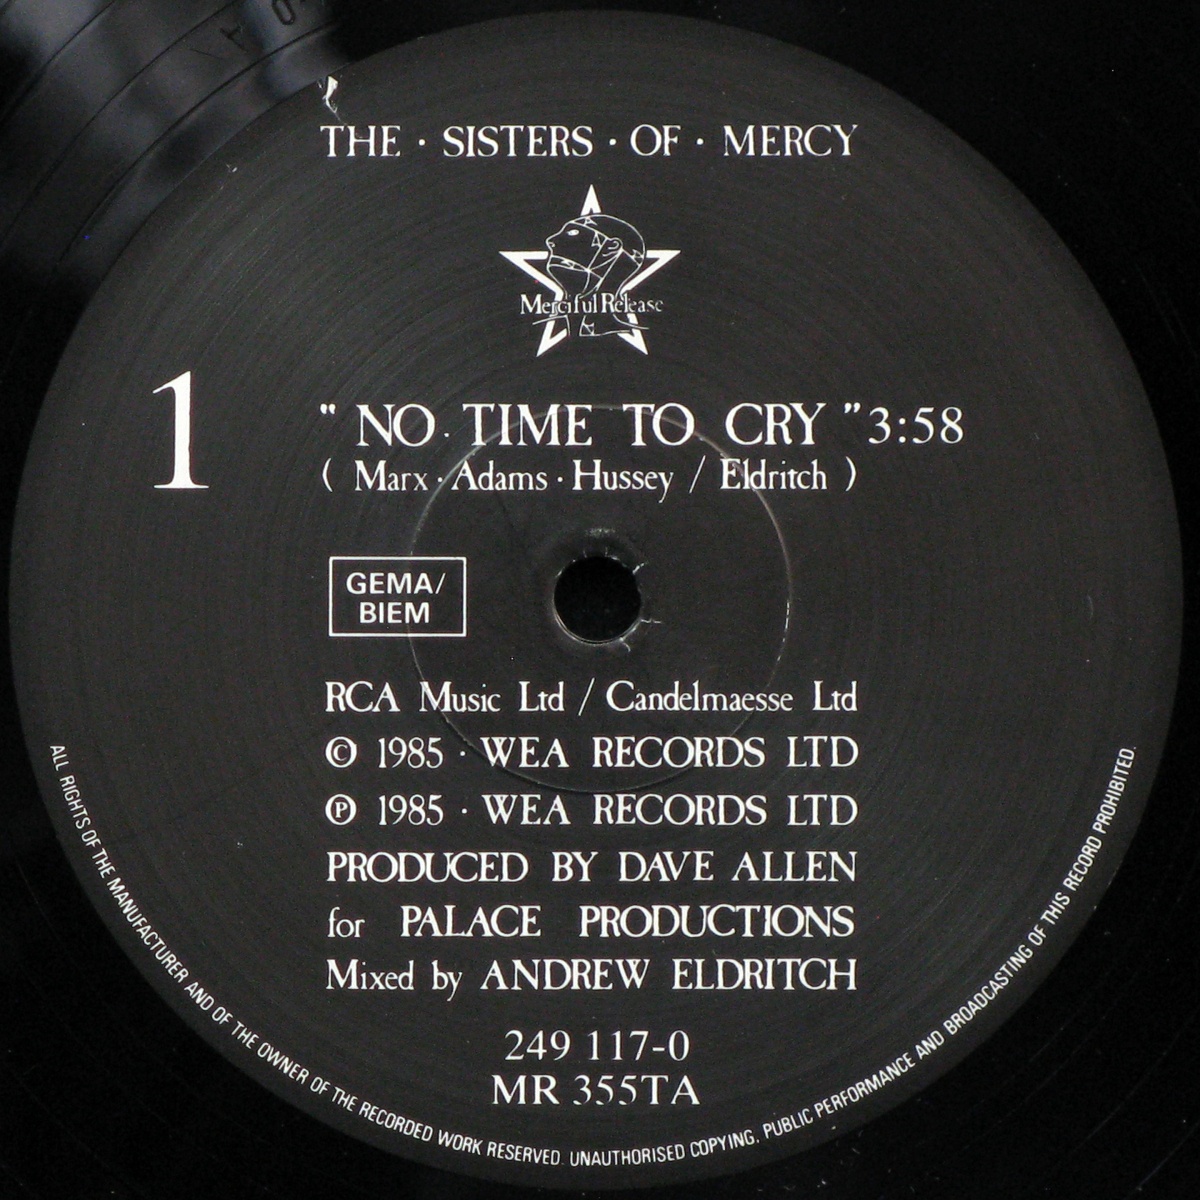 THE · SISTERS · OF · MERCY
Merciful Release
1
" NO TIME TO CRY " 3:58
( Marx · Adams · Hussey / Eldritch )
GEMA/
BIEM
RCA Music Ltd / Candelmaesse Ltd
© 1985 · WEA RECORDS LTD
℗ 1985 · WEA RECORDS LTD
PRODUCED BY DAVE ALLEN
for PALACE PRODUCTIONS
Mixed by ANDREW ELDRITCH
249 117-0
MR 355TA
ALL RIGHTS OF THE MANUFACTURER AND OF THE OWNER OF THE RECORDED WORK RESERVED. UNAUTHORISED COPYING, PUBLIC PERFORMANCE AND BROADCASTING OF THIS RECORD PROHIBITED.